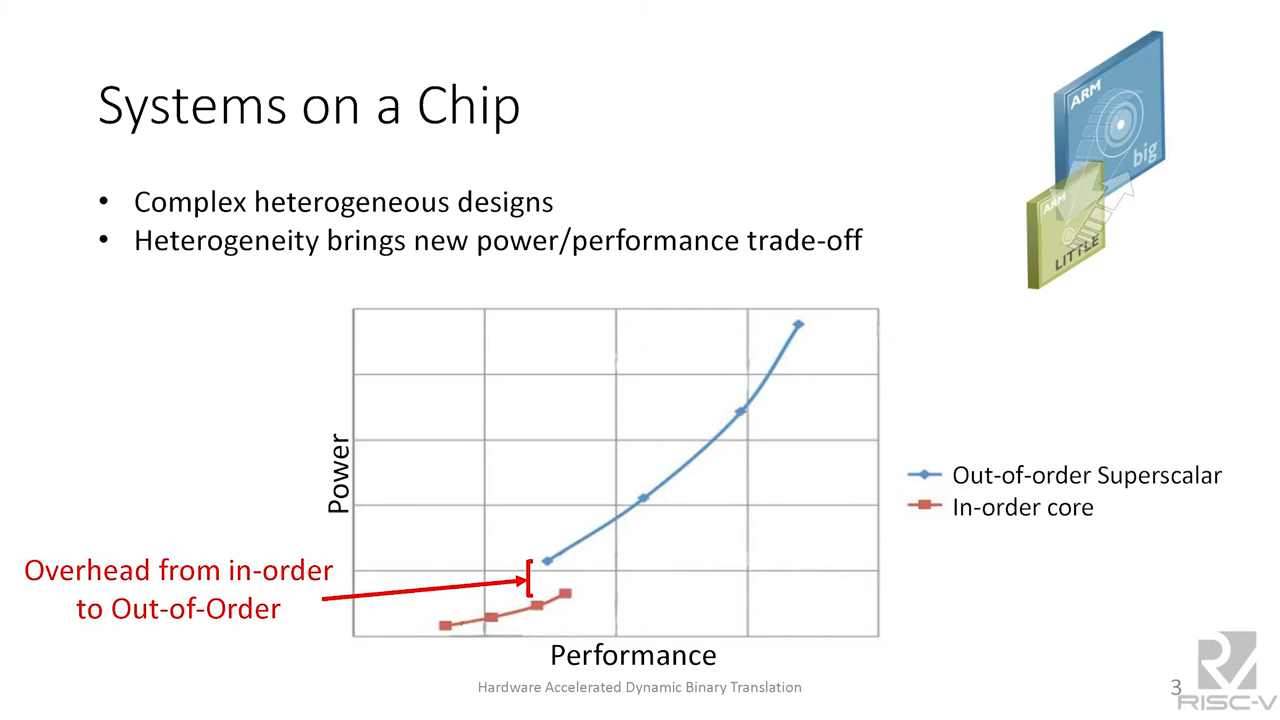 Systems on a Chip
ARM
big
ARM
LITTLE
• Complex heterogeneous designs
• Heterogeneity brings new power/performance trade-off
Power
Out-of-order Superscalar
In-order core
Overhead from in-order
to Out-of-Order
Performance
Hardware Accelerated Dynamic Binary Translation
3
RISC-V